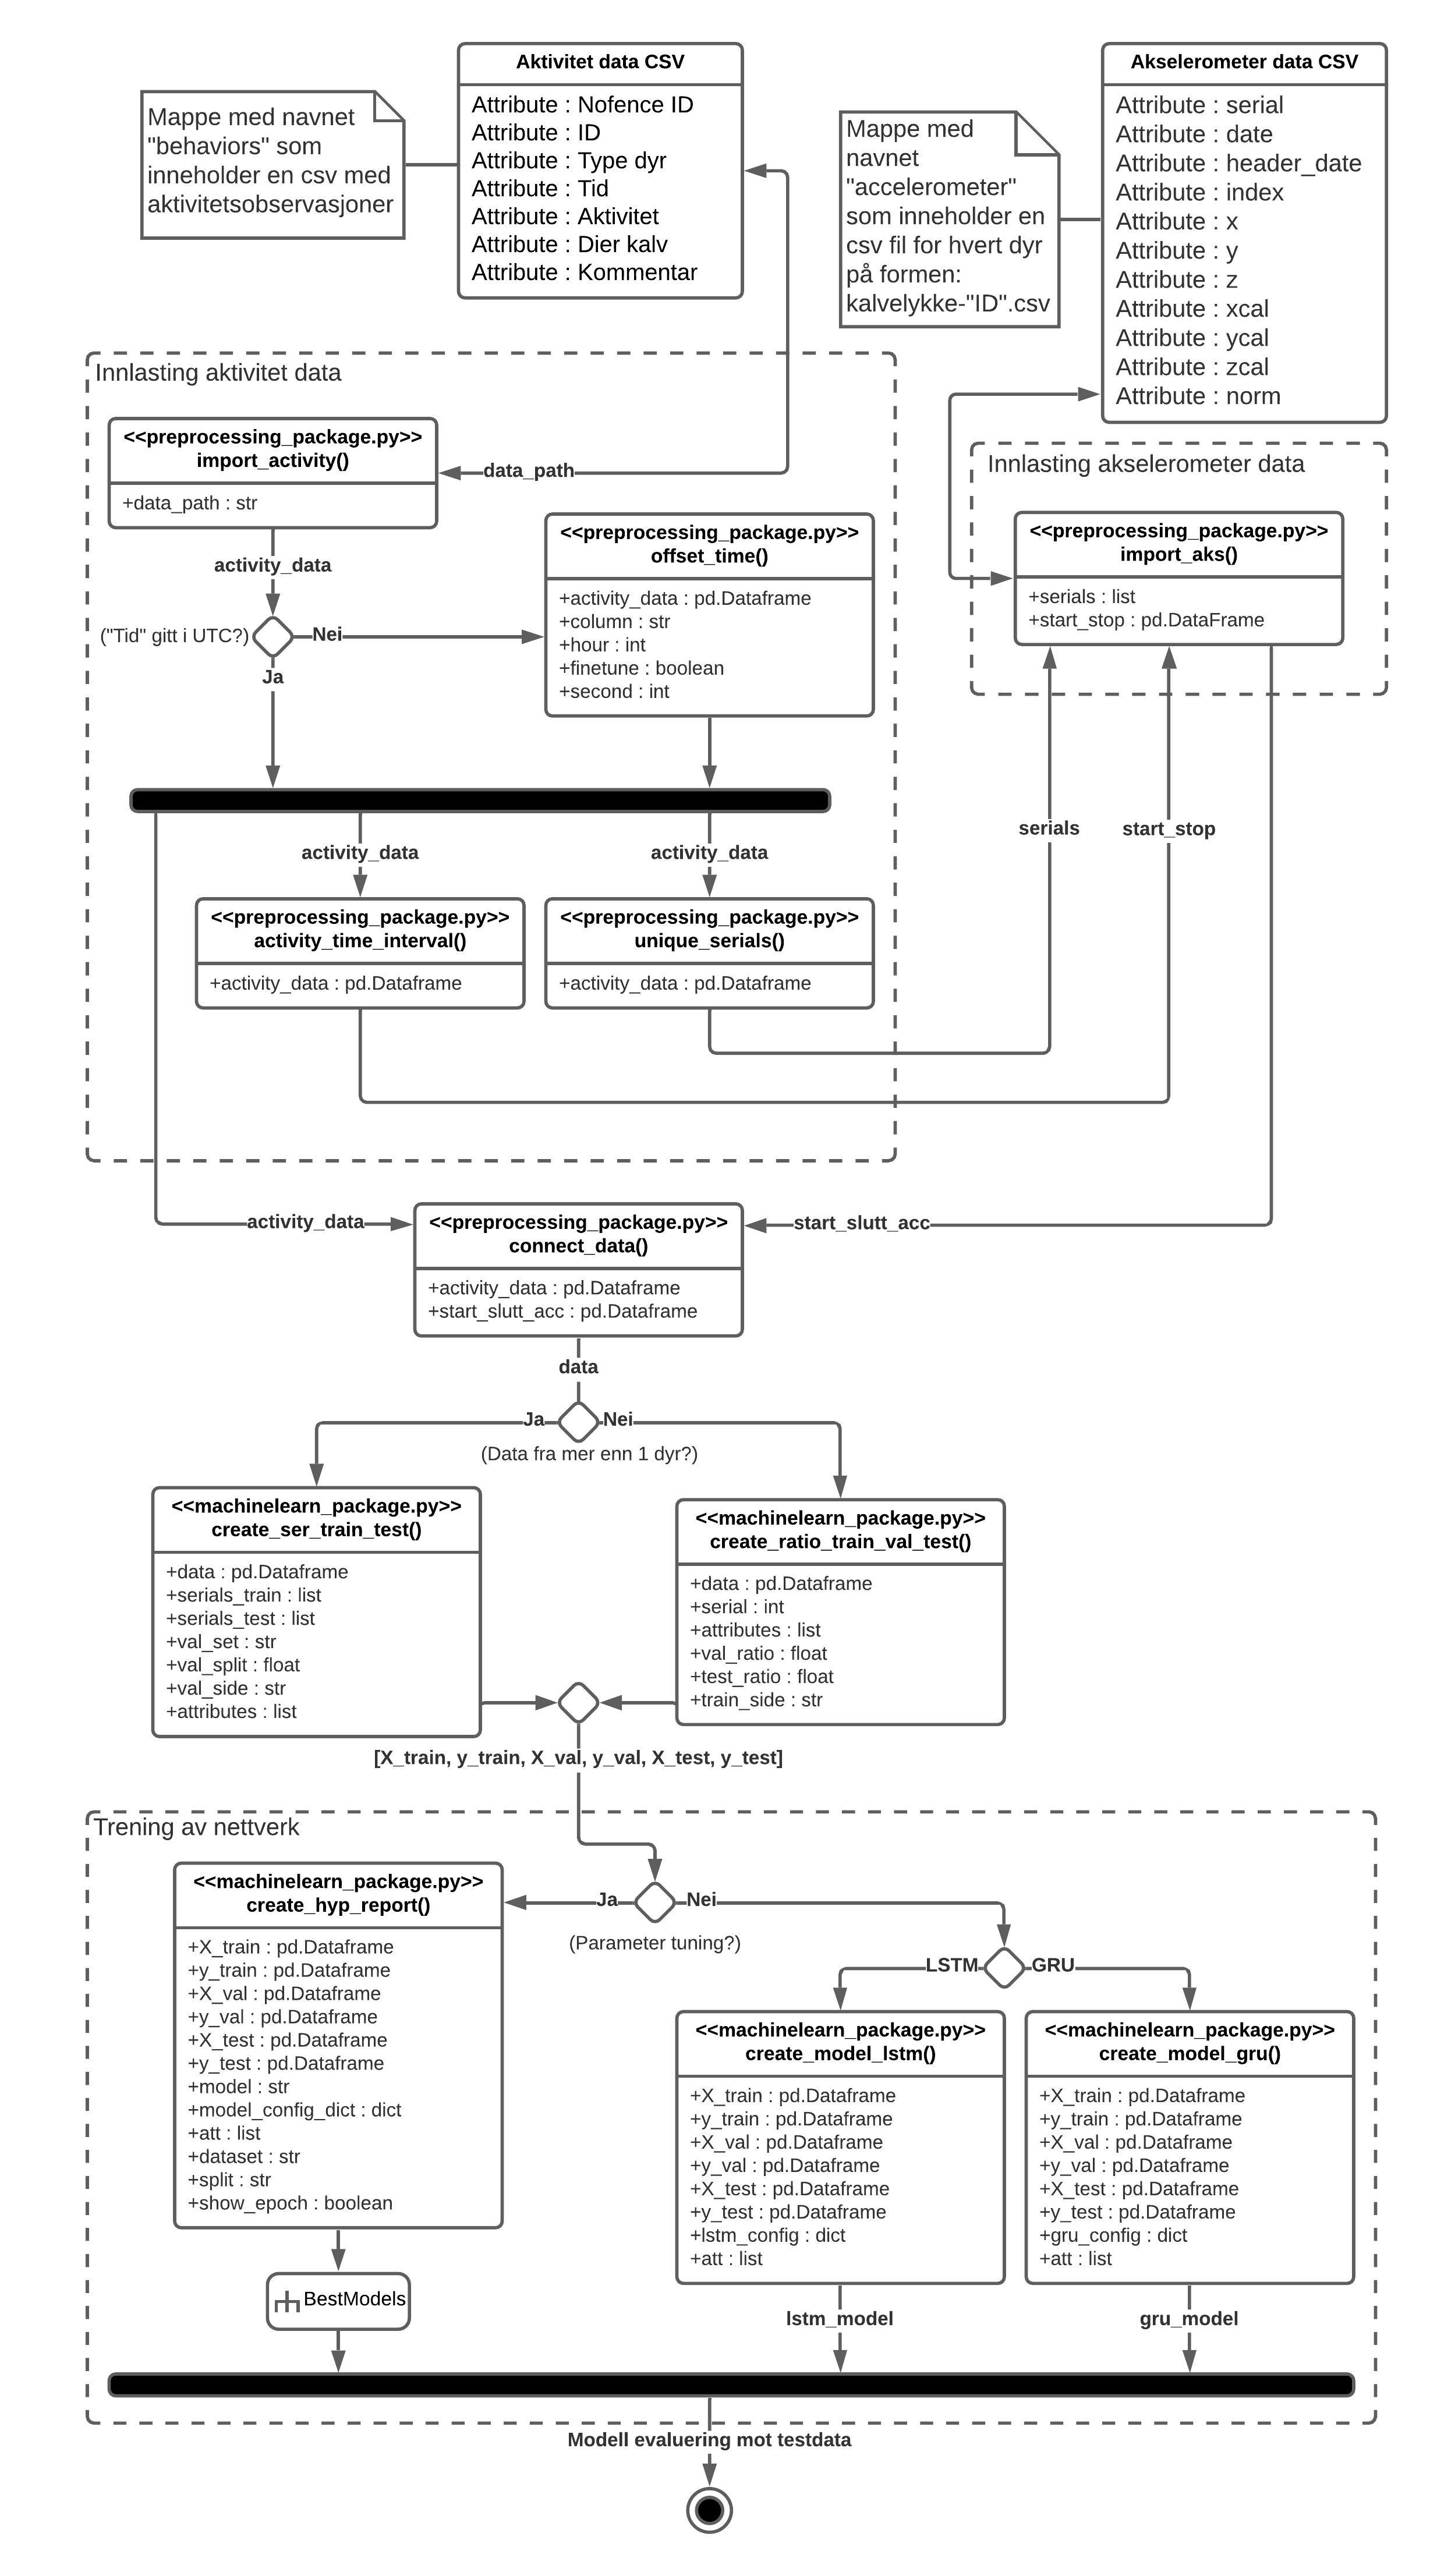 Aktivitet data CSV
Attribute : Nofence ID
Attribute : ID
Attribute : Type dyr
Attribute : Tid
Attribute : Aktivitet
Attribute : Dier kalv
Attribute : Kommentar
Mappe med navnet
"behaviors" som
inneholder en csv med
aktivitetsobservasjoner
Akselerometer data CSV
Attribute : serial
Attribute : date
Attribute : header_date
Attribute : index
Attribute : x
Attribute : y
Attribute : z
Attribute : xcal
Attribute : ycal
Attribute : zcal
Attribute : norm
Mappe med
navnet
"accelerometer"
som inneholder en
csv fil for hvert dyr
på formen:
kalvelykke-"ID".csv
Innlasting aktivitet data
<<preprocessing_package.py>>
import_activity()
+data_path : str
data_path
activity_data
("Tid" gitt i UTC?)
Nei
Ja
<<preprocessing_package.py>>
offset_time()
+activity_data : pd.Dataframe
+column : str
+hour : int
+finetune : boolean
+second : int
Innlasting akselerometer data
<<preprocessing_package.py>>
import_aks()
+serials : list
+start_stop : pd.DataFrame
serials
start_stop
activity_data
activity_data
<<preprocessing_package.py>>
activity_time_interval()
+activity_data : pd.Dataframe
<<preprocessing_package.py>>
unique_serials()
+activity_data : pd.Dataframe
activity_data
start_slutt_acc
<<preprocessing_package.py>>
connect_data()
+activity_data : pd.Dataframe
+start_slutt_acc : pd.Dataframe
data
Ja
Nei
(Data fra mer enn 1 dyr?)
<<machinelearn_package.py>>
create_ser_train_test()
+data : pd.Dataframe
+serials_train : list
+serials_test : list
+val_set : str
+val_split : float
+val_side : str
+attributes : list
<<machinelearn_package.py>>
create_ratio_train_val_test()
+data : pd.Dataframe
+serial : int
+attributes : list
+val_ratio : float
+test_ratio : float
+train_side : str
[X_train, y_train, X_val, y_val, X_test, y_test]
Trening av nettverk
Ja
Nei
(Parameter tuning?)
<<machinelearn_package.py>>
create_hyp_report()
+X_train : pd.Dataframe
+y_train : pd.Dataframe
+X_val : pd.Dataframe
+y_val : pd.Dataframe
+X_test : pd.Dataframe
+y_test : pd.Dataframe
+model : str
+model_config_dict : dict
+att : list
+dataset : str
+split : str
+show_epoch : boolean
BestModels
LSTM
GRU
<<machinelearn_package.py>>
create_model_lstm()
+X_train : pd.Dataframe
+y_train : pd.Dataframe
+X_val : pd.Dataframe
+y_val : pd.Dataframe
+X_test : pd.Dataframe
+y_test : pd.Dataframe
+lstm_config : dict
+att : list
lstm_model
<<machinelearn_package.py>>
create_model_gru()
+X_train : pd.Dataframe
+y_train : pd.Dataframe
+X_val : pd.Dataframe
+y_val : pd.Dataframe
+X_test : pd.Dataframe
+y_test : pd.Dataframe
+gru_config : dict
+att : list
gru_model
Modell evaluering mot testdata